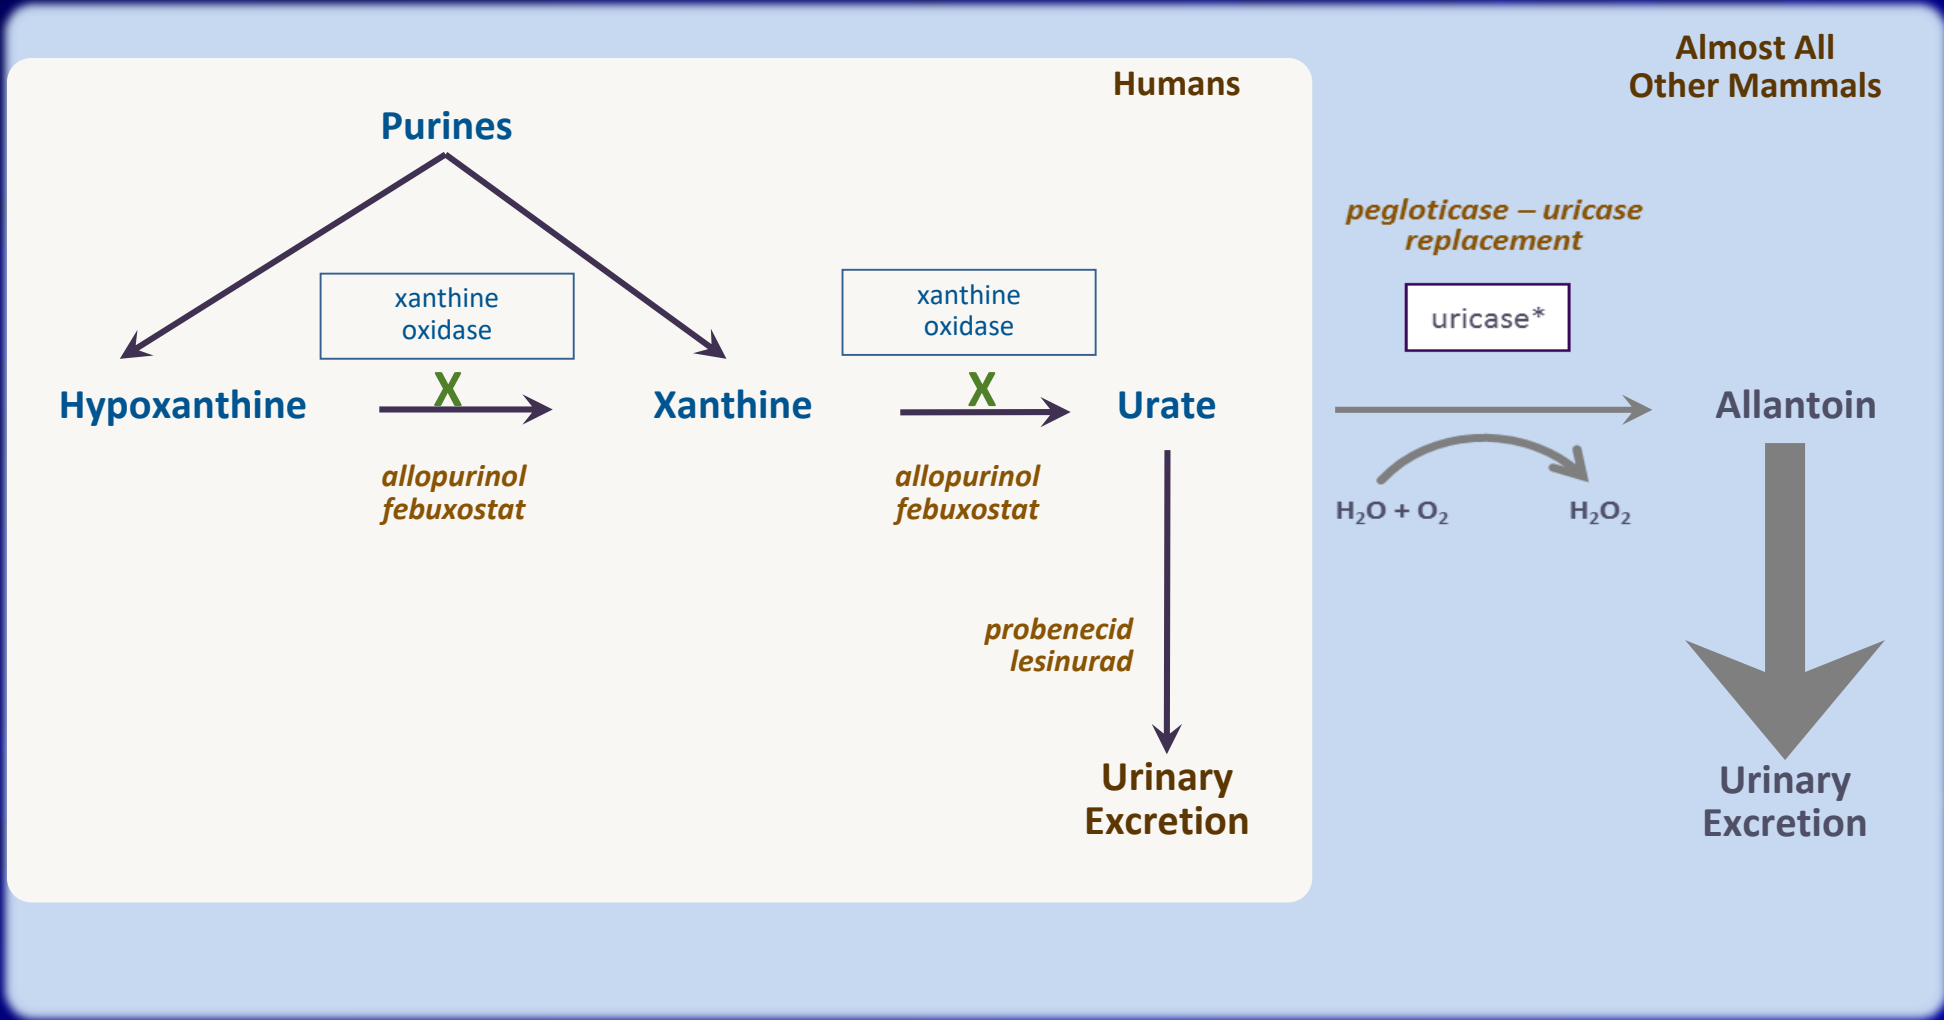 Almost All
Other Mammals
Humans
Purines
pegloticase – uricase
replacement
xanthine
oxidase
xanthine
oxidase
uricase*
X
X
Hypoxanthine
Xanthine
Urate
Allantoin
allopurinol
febuxostat
allopurinol
febuxostat
H₂O + O₂
H₂O₂
probenecid
lesinurad
Urinary
Excretion
Urinary
Excretion